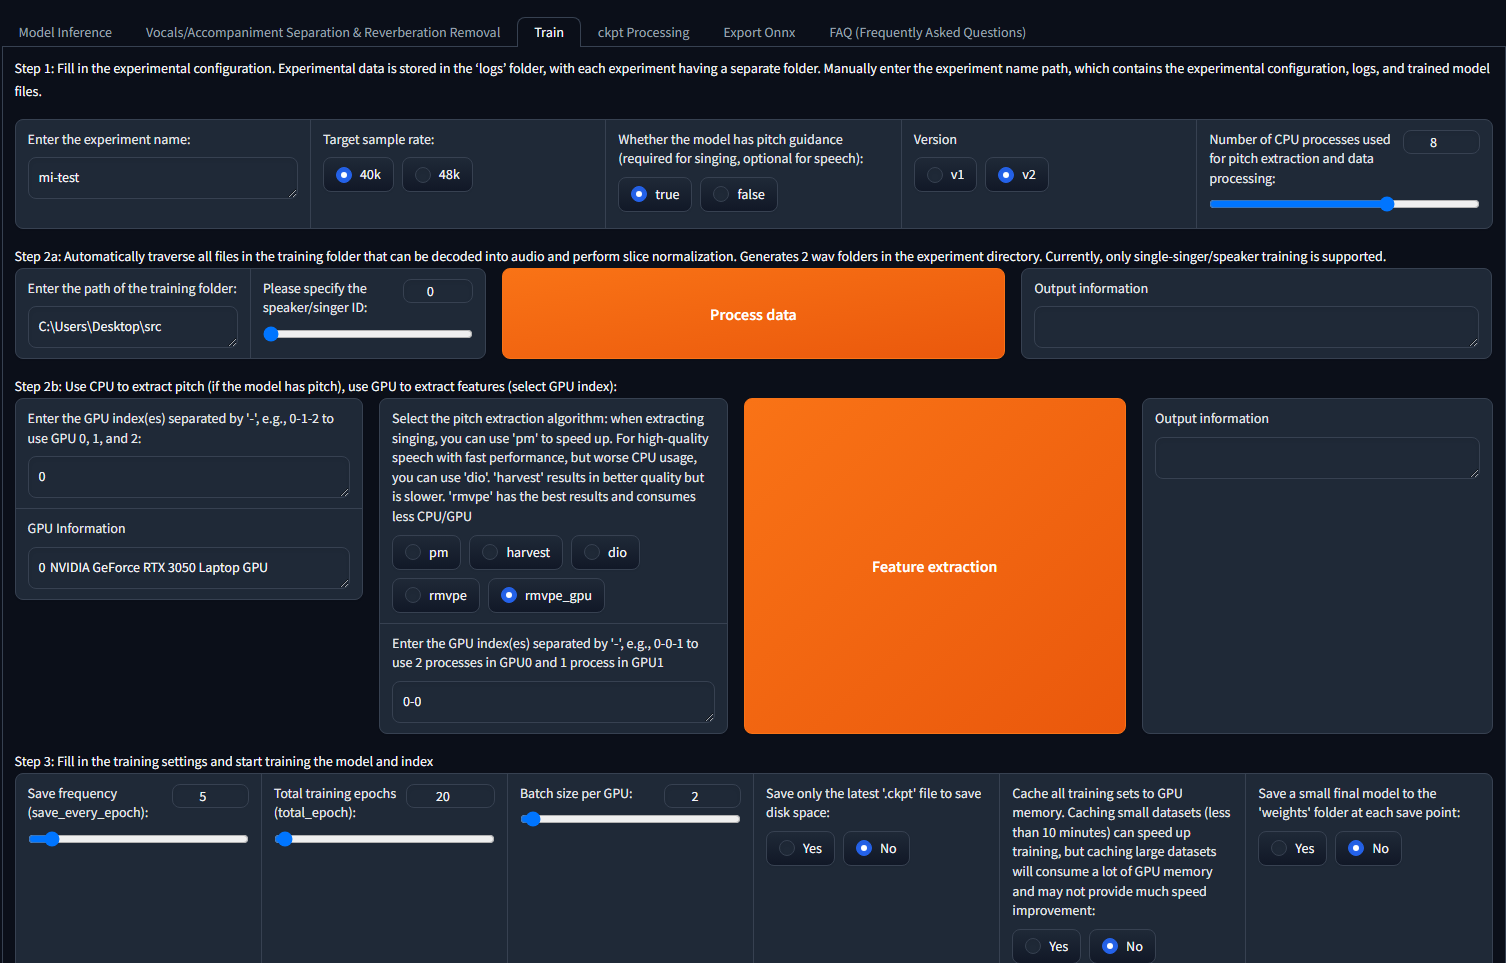 Model Inference
Vocals/Accompaniment Separation & Reverberation Removal
Train
ckpt Processing
Export Onnx
FAQ (Frequently Asked Questions)
Step 1: Fill in the experimental configuration. Experimental data is stored in the 'logs' folder, with each experiment having a separate folder. Manually enter the experiment name path, which contains the experimental configuration, logs, and trained model
files.
Enter the experiment name:
mi-test
Target sample rate:
40k
48k
Whether the model has pitch guidance
(required for singing, optional for speech):
true
false
Version
v1
v2
Number of CPU processes used
for pitch extraction and data
processing:
8
Step 2a: Automatically traverse all files in the training folder that can be decoded into audio and perform slice normalization. Generates 2 wav folders in the experiment directory. Currently, only single-singer/speaker training is supported.
Enter the path of the training folder:
C:\Users\Desktop\src
Please specify the
speaker/singer ID:
0
Process data
Output information
Step 2b: Use CPU to extract pitch (if the model has pitch), use GPU to extract features (select GPU index):
Enter the GPU index(es) separated by '-', e.g., 0-1-2 to
use GPU 0, 1, and 2:
0
GPU Information
0 NVIDIA GeForce RTX 3050 Laptop GPU
Select the pitch extraction algorithm: when extracting
singing, you can use 'pm' to speed up. For high-quality
speech with fast performance, but worse CPU usage,
you can use 'dio'. 'harvest' results in better quality but
is slower. 'rmvpe' has the best results and consumes
less CPU/GPU
pm
harvest
dio
rmvpe
rmvpe_gpu
Enter the GPU index(es) separated by '-', e.g., 0-0-1 to
use 2 processes in GPU0 and 1 process in GPU1
0-0
Feature extraction
Output information
Step 3: Fill in the training settings and start training the model and index
Save frequency
(save_every_epoch):
5
Total training epochs
(total_epoch):
20
Batch size per GPU:
2
Save only the latest '.ckpt' file to save
disk space:
Yes
No
Cache all training sets to GPU
memory. Caching small datasets (less
than 10 minutes) can speed up
training, but caching large datasets
will consume a lot of GPU memory
and may not provide much speed
improvement:
Yes
No
Save a small final model to the
'weights' folder at each save point:
Yes
No